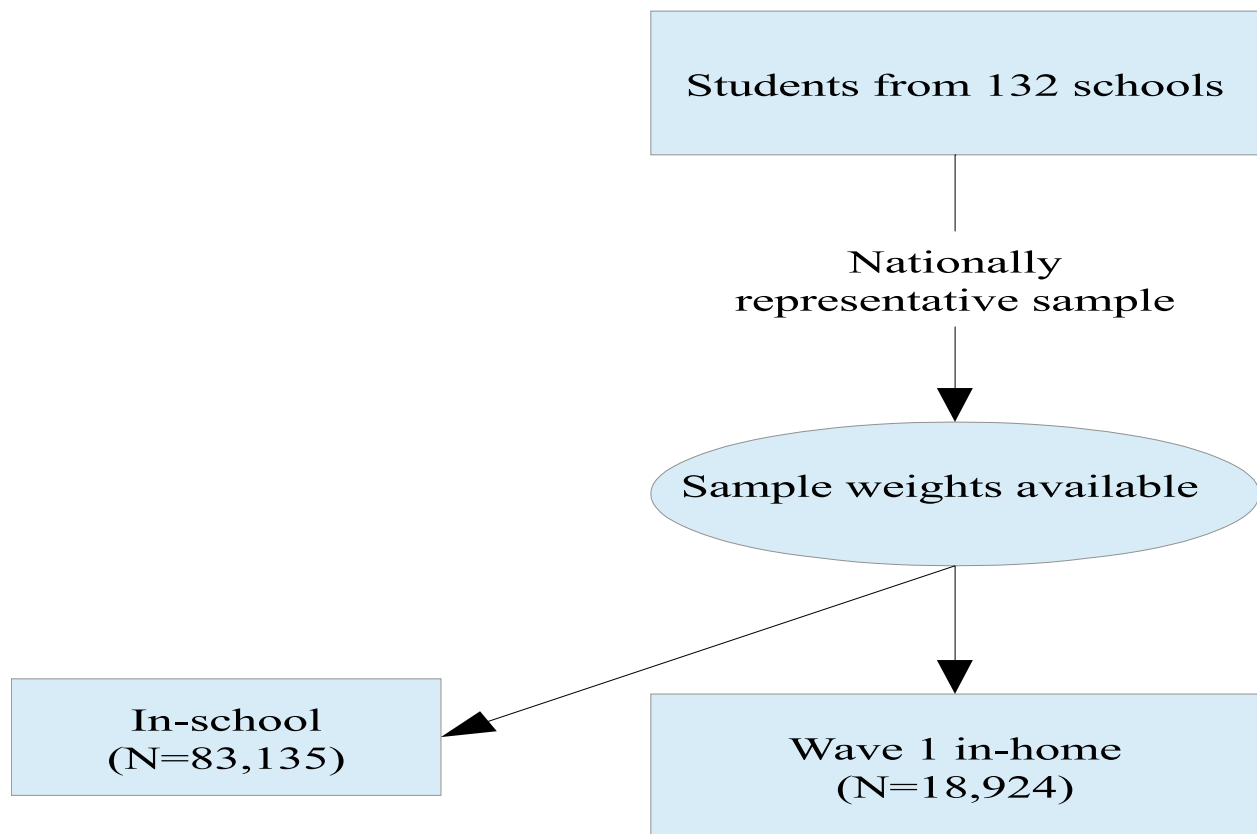 Students from 132 schools
Nationally
representative sample
Sample weights available
In-school
(N=83,135)
Wave 1 in-home
(N=18,924)